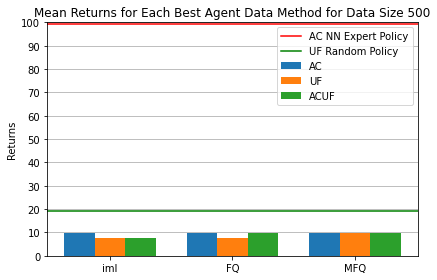 Mean Returns for Each Best Agent Data Method for Data Size 500
100
90
80
70
60
50
40
30
20
10
0
Returns
AC NN Expert Policy
UF Random Policy
AC
UF
ACUF
iml
FQ
MFQ